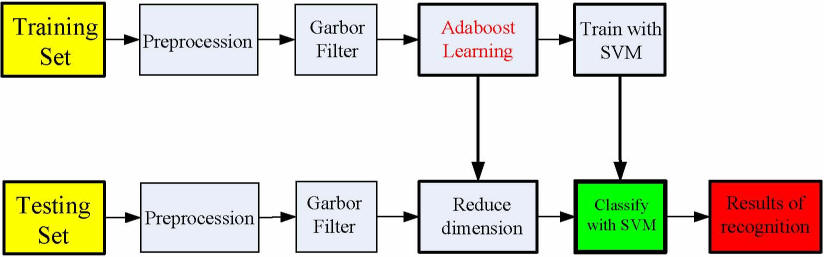 Training
Set
Preprocession
Garbor
Filter
Adaboost
Learning
Train with
SVM
Testing
Set
Preprocession
Garbor
Filter
Reduce
dimension
Classify
with SVM
Results of
recognition